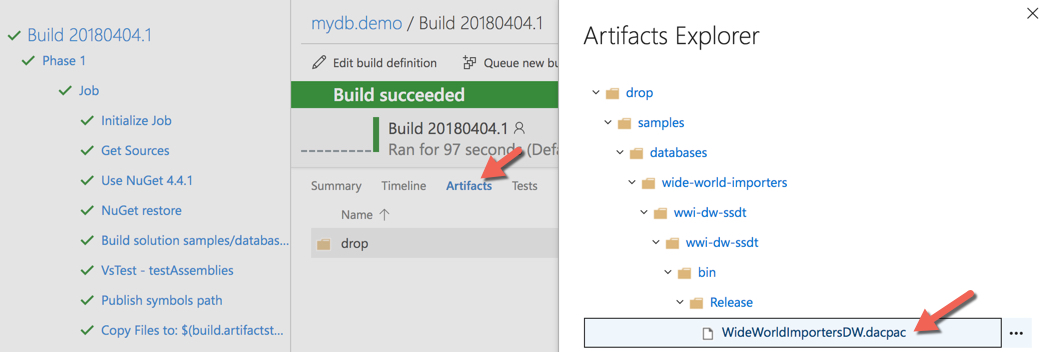 Build 20180404.1
Phase 1
Job
Initialize Job
Get Sources
Use NuGet 4.4.1
NuGet restore
Build solution samples/databas...
VsTest - testAssemblies
Publish symbols path
Copy Files to: $(build.artifactst...
mydb.demo / Build 20180404.1
Edit build definition Queue new bu
Build succeeded
Build 20180404.1
Ran for 97 seconds (Defa
Summary Timeline Artifacts Tests
Name
drop
Artifacts Explorer
drop
samples
databases
wide-world-importers
wwi-dw-ssdt
wwi-dw-ssdt
bin
Release
WideWorldImportersDW.dacpac